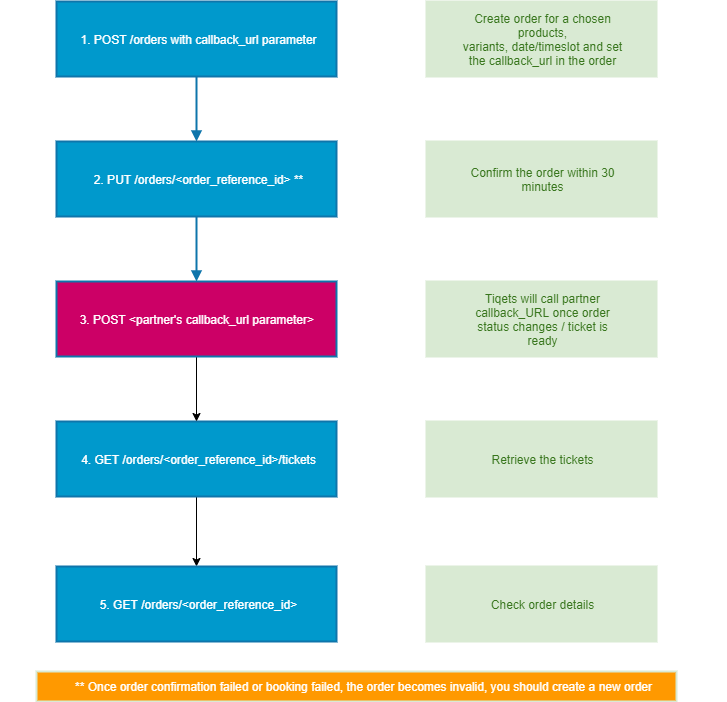 1. POST /orders with callback_url parameter
Create order for a chosen
products,
variants, date/timeslot and set
the callback_url in the order
2. PUT /orders/<order_reference_id> **
Confirm the order within 30
minutes
3. POST <partner's callback_url parameter>
Tiqets will call partner
callback_URL once order
status changes / ticket is
ready
4. GET /orders/<order_reference_id>/tickets
Retrieve the tickets
5. GET /orders/<order_reference_id>
Check order details
** Once order confirmation failed or booking failed, the order becomes invalid, you should create a new order